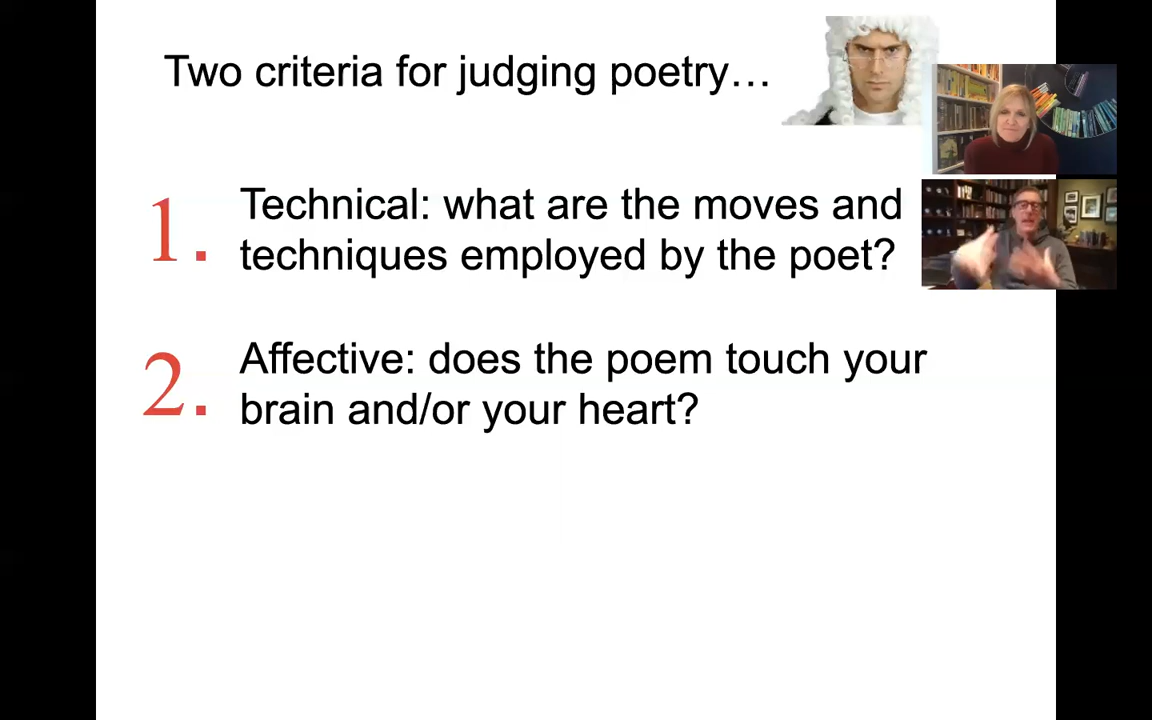 Two criteria for judging poetry…
1. Technical: what are the moves and
techniques employed by the poet?
2. Affective: does the poem touch your
brain and/or your heart?